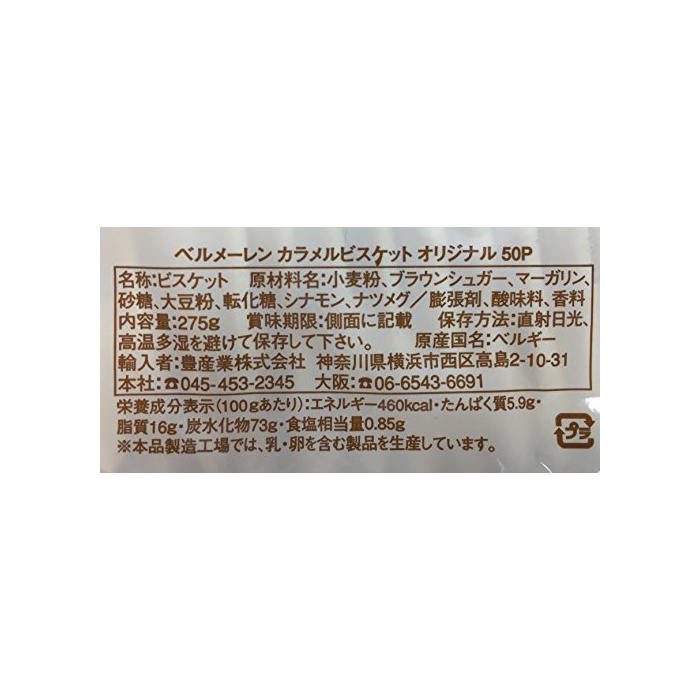 ベルメーレン カラメルビスケット オリジナル 50P
名称:ビスケット 原材料名:小麦粉、ブラウンシュガー、マーガリン、
砂糖、大豆粉、転化糖、シナモン、ナツメグ／膨張剤、酸味料、香料
内容量:275g 賞味期限:側面に記載 保存方法:直射日光、
高温多湿を避けて保存して下さい。 原産国名:ベルギー
輸入者:豊産業株式会社 神奈川県横浜市西区高島2-10-31
本社:☎045-453-2345 大阪:☎06-6543-6691
栄養成分表示(100gあたり):エネルギー460kcal・たんぱく質5.9g・
脂質16g・炭水化物73g・食塩相当量0.85g
※本品製造工場では、乳・卵を含む製品を生産しています。
プラ